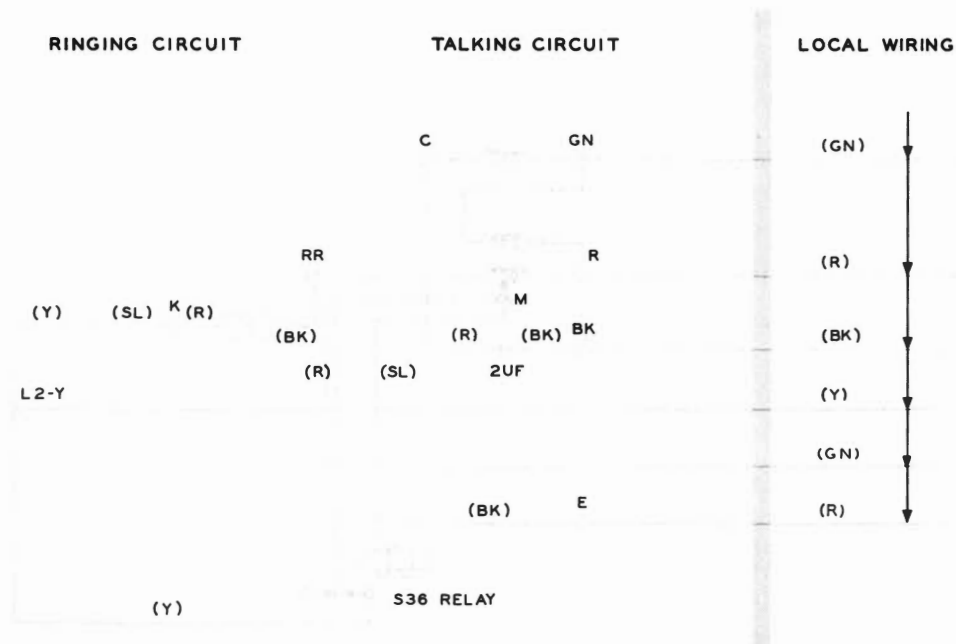 RINGING CIRCUIT TALKING CIRCUIT LOCAL WIRING
C GN (GN)
RR R (R)
M
(Y) (SL) K (R)
(BK) (R) (BK) BK (BK)
(R) (SL) 2UF
L2-Y (Y)
(GN)
(BK) E (R)
S36 RELAY
(Y)